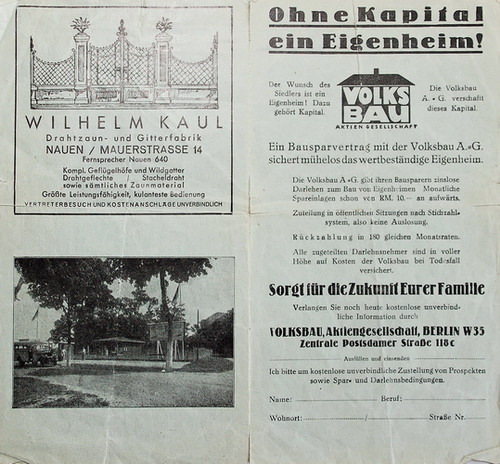 WILHELM KAUL
Drahtzaun- und Gitterfabrik
NAUEN / MAUERSTRASSE 14
Fernsprecher Nauen 640
Kompl. Geflügelhöfe und Wildgatter
Drahtgeflechte / Stacheldraht
sowie sämtliches Zaunmaterial
Größte Leistungsfähigkeit, kulanteste Bedienung
VERTRETERBESUCH UND KOSTENANSCHLÄGE UNVERBINDLICH
Ohne Kapital
ein Eigenheim!
Der Wunsch des
Siedlers ist ein
Eigenheim! Dazu
gehört Kapital.
VOLKS
BAU
AKTIEN GESELLSCHAFT
Die Volksbau
A.-G. verschafft
dieses Kapital.
Ein Bausparvertrag mit der Volksbau A.-G.
sichert mühelos das wertbeständige Eigenheim.
Die Volksbau A.-G. gibt ihren Bausparern zinslose
Darlehen zum Bau von Eigenheimen. Monatliche
Spareinlagen schon von RM. 10.— an aufwärts.
Zuteilung in öffentlichen Sitzungen nach Stichzahl-
system, also keine Auslosung.
Rückzahlung in 180 gleichen Monatsraten.
Alle zugeteilten Darlehnsnehmer sind in voller
Höhe auf Kosten der Volksbau bei Todesfall
versichert.
Sorgt für die Zukunft Eurer Familie
Verlangen Sie noch heute kostenlose unverbind-
liche Information durch
VOLKSBAU, Aktiengesellschaft, BERLIN W35
Zentrale Potsdamer Straße 118c
Ausfüllen und einsenden
Ich bitte um kostenlose unverbindliche Zustellung von Prospekten
sowie Spar- und Darlehnsbedingungen.
Name: Beruf:
Wohnort: / Straße Nr.